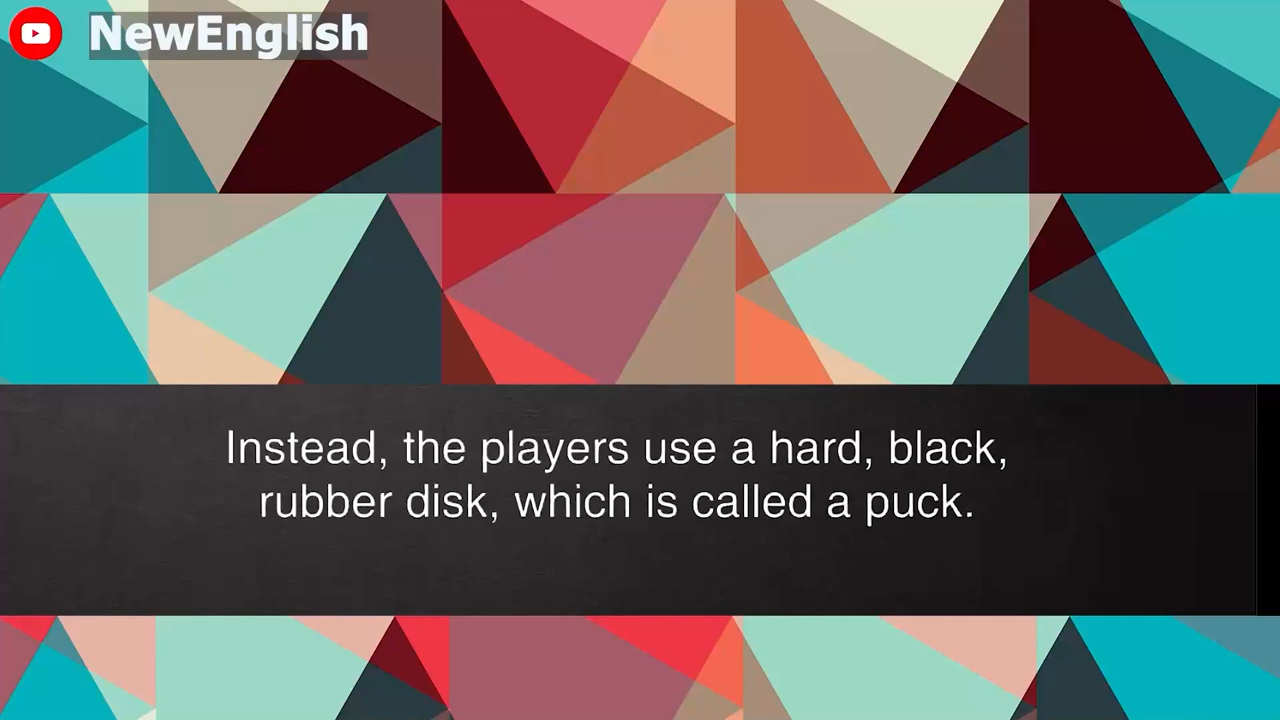 NewEnglish
Instead, the players use a hard, black,
rubber disk, which is called a puck.